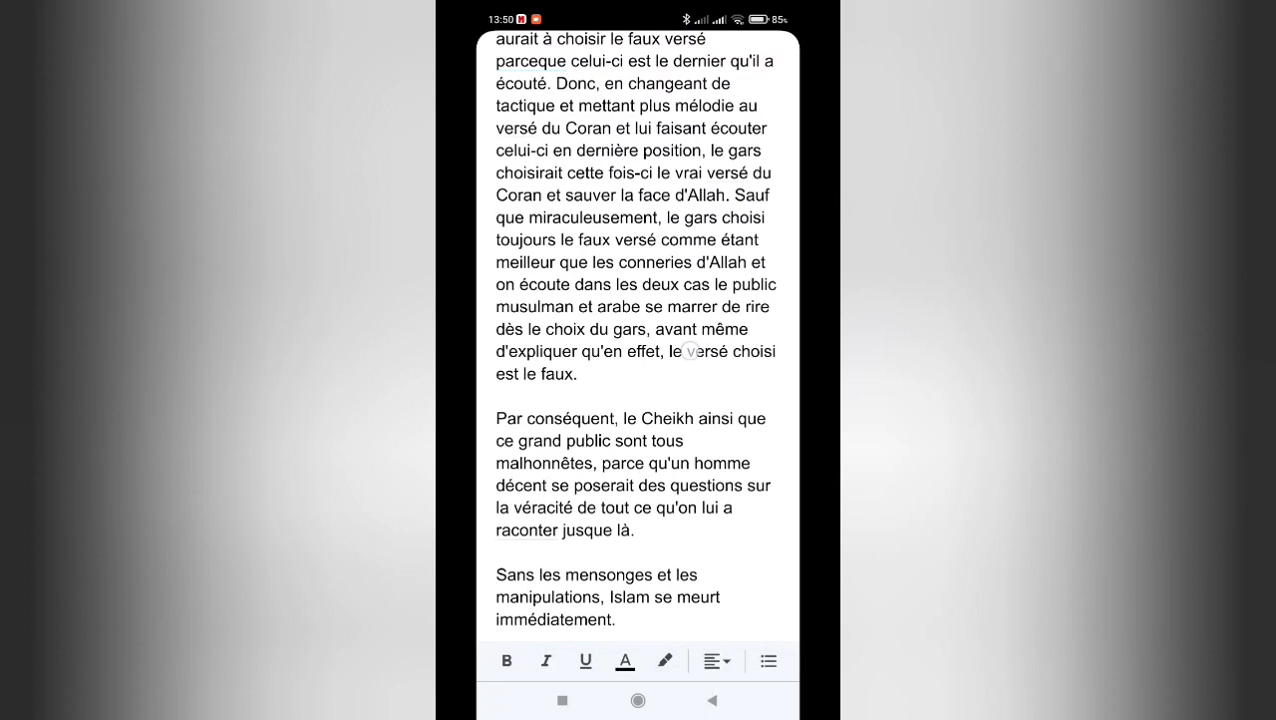 13:50 85%
aurait à choisir le faux versé
parceque celui-ci est le dernier qu'il a
écouté. Donc, en changeant de
tactique et mettant plus mélodie au
versé du Coran et lui faisant écouter
celui-ci en dernière position, le gars
choisirait cette fois-ci le vrai versé du
Coran et sauver la face d'Allah. Sauf
que miraculeusement, le gars choisi
toujours le faux versé comme étant
meilleur que les conneries d'Allah et
on écoute dans les deux cas le public
musulman et arabe se marrer de rire
dès le choix du gars, avant même
d'expliquer qu'en effet, le versé choisi
est le faux.
Par conséquent, le Cheikh ainsi que
ce grand public sont tous
malhonnêtes, parce qu'un homme
décent se poserait des questions sur
la véracité de tout ce qu'on lui a
raconter jusque là.
Sans les mensonges et les
manipulations, Islam se meurt
immédiatement.
B I U A